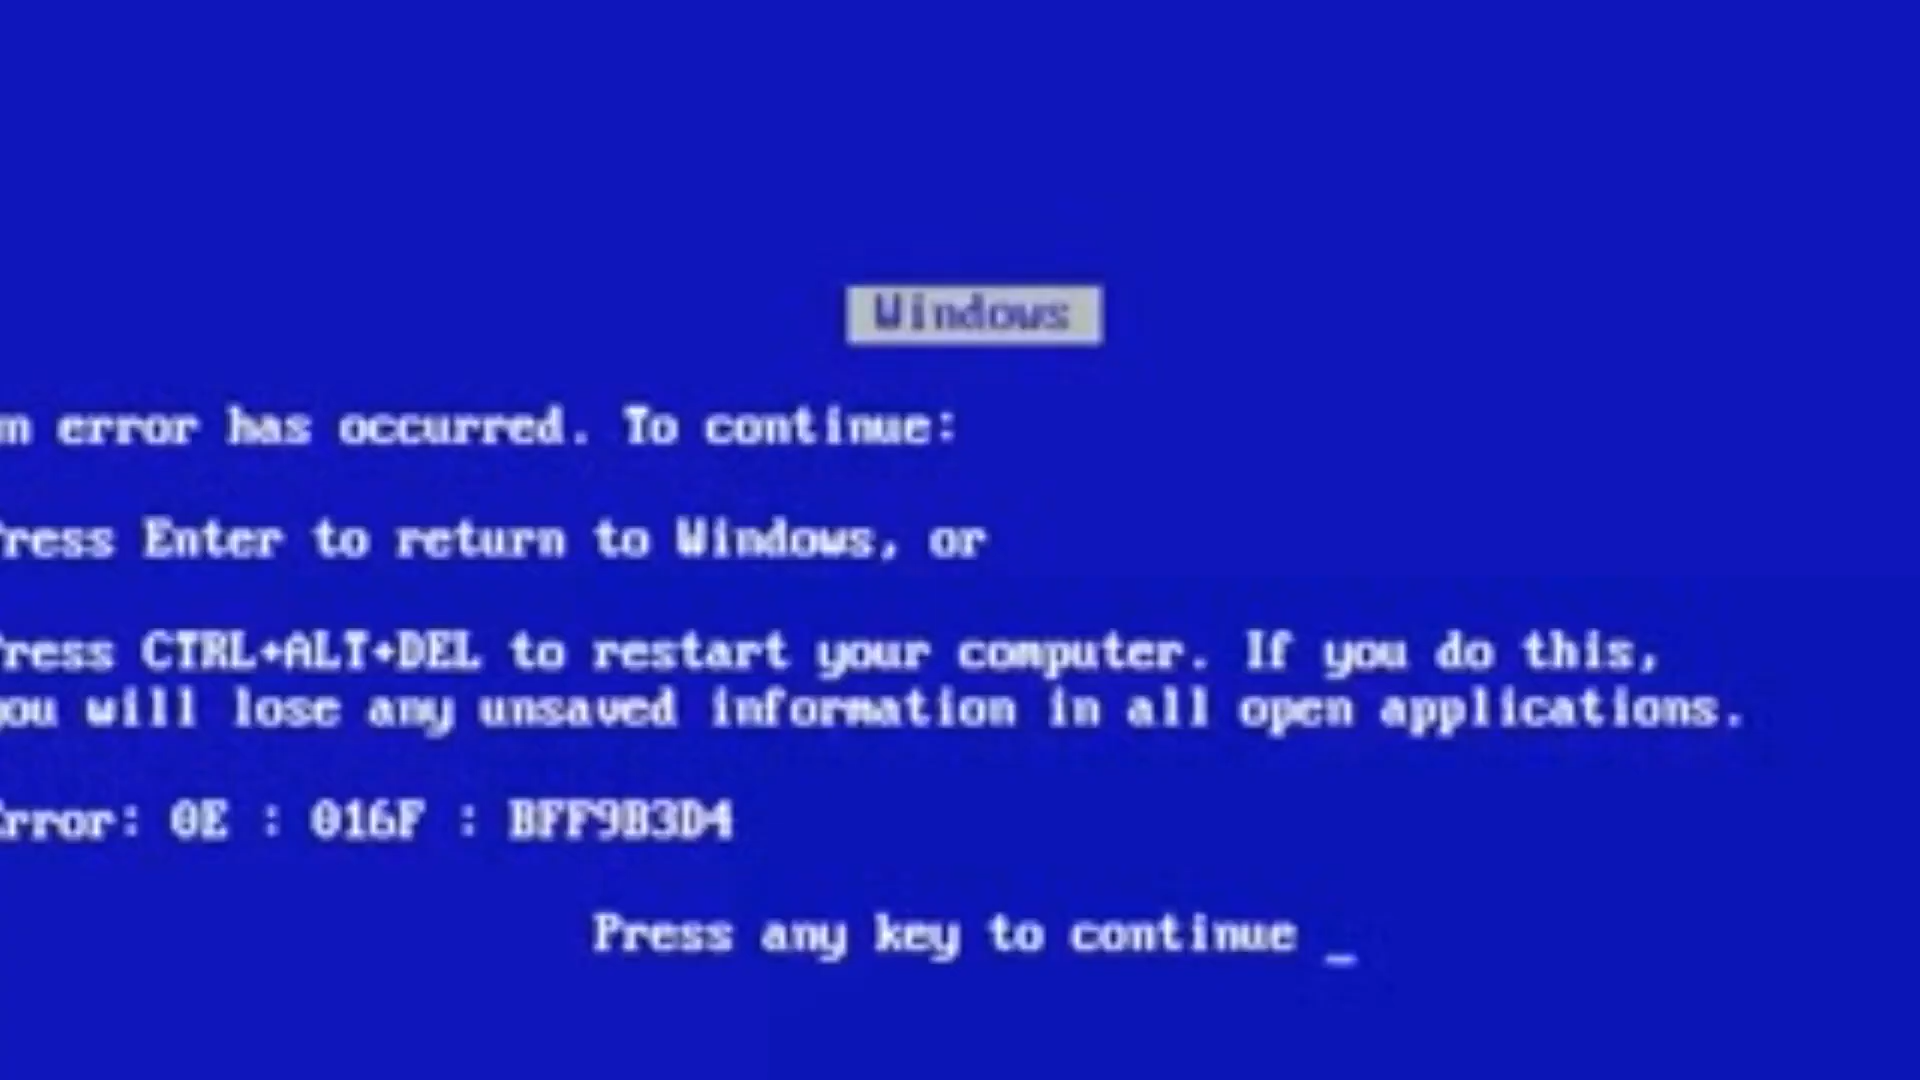 Windows
n error has occurred. To continue:
ress Enter to return to Windows, or
ress CTRL+ALT+DEL to restart your computer. If you do this,
you will lose any unsaved information in all open applications.
rror: 0E : 016F : BFF9B3D4
Press any key to continue _